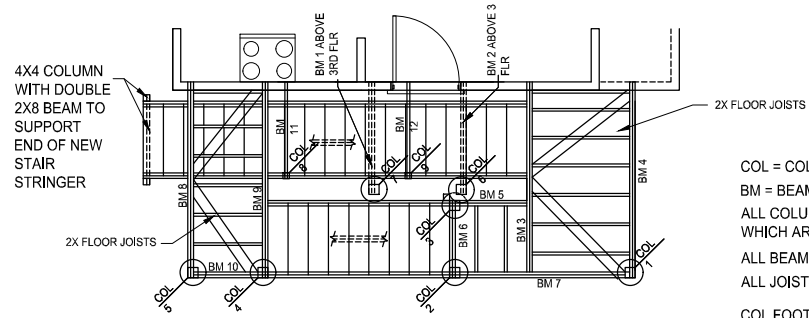 4X4 COLUMN
WITH DOUBLE
2X8 BEAM TO
SUPPORT
END OF NEW
STAIR
STRINGER
BM 1 ABOVE
3RD FLR
BM 2 ABOVE 3
FLR
2X FLOOR JOISTS
BM 11
BM 12
COL 8
COL 7
COL 9
COL 6
BM 4
BM 8
BM 9
BM 5
COL 3
BM 6
BM 3
2X FLOOR JOISTS
BM 10
BM 7
COL 5
COL 4
COL 2
COL 1
COL = COL
BM = BEAM
ALL COLU
WHICH AR
ALL BEAM
ALL JOIST
COL FOOT